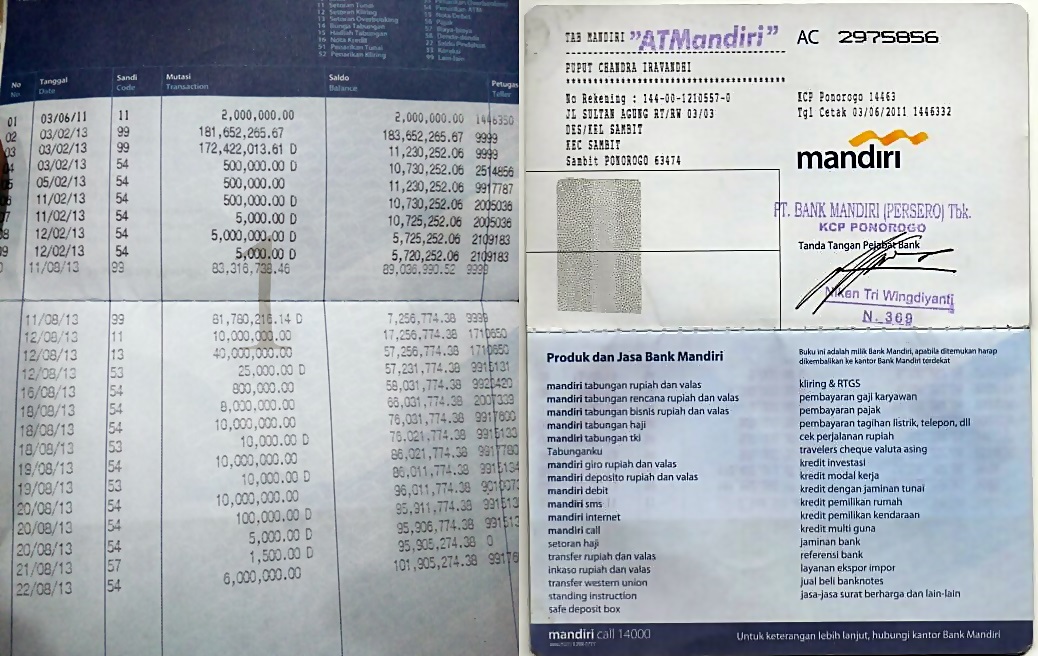 11 Setoran Tunai
12 Setoran Kliring
13 Setoran Overbooking
14 Bunga Tabungan
15 Hadiah Tabungan
16 Nota Kredit
51 Penarikan Tunai
52 Penarikan Kliring
54 Penarikan ATM
55 Nota Debit
56 Pajak
57 Biaya-biaya
58 Denda-denda
22 Saldo Pindahan
88 Koreksi
99 Lain-lain
No Tanggal Sandi Mutasi Saldo Petugas
No Date Code Transaction Balance Teller
01 03/06/11 11 2,000,000.00 2,000,000.00 1446350
02 03/02/13 99 181,652,265.67 183,652,265.67 9999
03 03/02/13 99 172,422,013.61 D 11,230,252.06 9999
03/02/13 54 500,000.00 D 10,730,252.06 2514856
05/02/13 54 500,000.00 11,230,252.06 9917787
11/02/13 54 500,000.00 D 10,730,252.06 2005036
11/02/13 54 5,000.00 D 10,725,252.06 2005036
12/02/13 54 5,000,000.00 D 5,725,252.06 2109183
12/02/13 54 5,000.00 D 5,720,252.06 2109183
11/08/13 99 83,316,738.46 89,036,990.52 9999
11/08/13 99 81,780,216.14 D 7,256,774.38 9999
12/08/13 11 10,000,000.00 17,256,774.38 1710650
12/08/13 13 40,000,000.00 57,256,774.38 1710650
12/08/13 53 25,000.00 D 57,231,774.38 9915131
16/08/13 54 800,000.00 58,031,774.38 9920420
18/08/13 54 8,000,000.00 66,031,774.38 2007339
18/08/13 54 10,000,000.00 76,031,774.38 9917800
18/08/13 53 10,000.00 D 76,021,774.38 9915133
19/08/13 54 10,000,000.00 86,021,774.38 9917780
19/08/13 53 10,000.00 D 86,011,774.38 9915134
20/08/13 54 10,000,000.00 96,011,774.38
20/08/13 54 100,000.00 D 95,911,774.38 991513
20/08/13 54 5,000.00 D 95,906,774.38 991513
21/08/13 57 1,500.00 D 95,905,274.38 0
22/08/13 54 6,000,000.00 101,905,274.38 99176
TAB MANDIRI "ATMandiri" AC 2975856
PUPUT CHANDRA IRAVANDHI
****************************************
No Rekening : 144-00-1210557-0
JL SULTAN AGUNG RT/RW 03/03
DES/KEL SAMBIT
KEC SAMBIT
Sambit PONOROGO 63474
KCP Ponorogo 14463
Tgl Cetak 03/06/2011 1446332
mandiri
PT. BANK MANDIRI (PERSERO) Tbk.
KCP PONOROGO
Tanda Tangan Pejabat Bank
Niken Tri Wingdiyanti
N. 369
Produk dan Jasa Bank Mandiri
Buku ini adalah milik Bank Mandiri, apabila ditemukan harap
dikembalikan ke kantor Bank Mandiri terdekat
mandiri tabungan rupiah dan valas
mandiri tabungan rencana rupiah dan valas
mandiri tabungan bisnis rupiah dan valas
mandiri tabungan haji
mandiri tabungan tki
Tabunganku
mandiri giro rupiah dan valas
mandiri deposito rupiah dan valas
mandiri debit
mandiri sms
mandiri internet
mandiri call
setoran haji
transfer rupiah dan valas
inkaso rupiah dan valas
transfer western union
standing instruction
safe deposit box
kliring & RTGS
pembayaran gaji karyawan
pembayaran pajak
pembayaran tagihan listrik, telepon, dll
cek perjalanan rupiah
travelers cheque valuta asing
kredit investasi
kredit modal kerja
kredit dengan jaminan tunai
kredit pemilikan rumah
kredit pemilikan kendaraan
kredit multi guna
jaminan bank
referensi bank
layanan ekspor impor
jual beli banknotes
jasa-jasa surat berharga dan lain-lain
mandiri call 14000
Untuk keterangan lebih lanjut, hubungi kantor Bank Mandiri